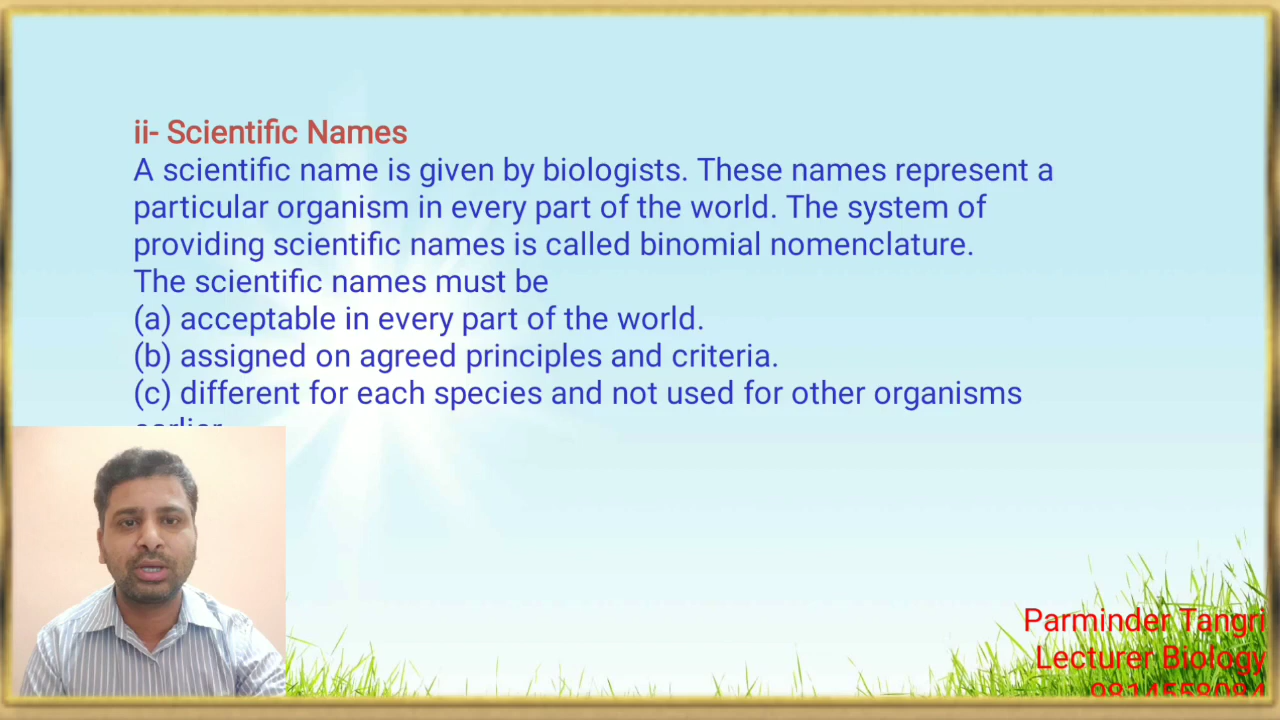 ii- Scientific Names
A scientific name is given by biologists. These names represent a
particular organism in every part of the world. The system of
providing scientific names is called binomial nomenclature.
The scientific names must be
(a) acceptable in every part of the world.
(b) assigned on agreed principles and criteria.
(c) different for each species and not used for other organisms
earlier
Parminder Tangri
Lecturer Biology
9814558084